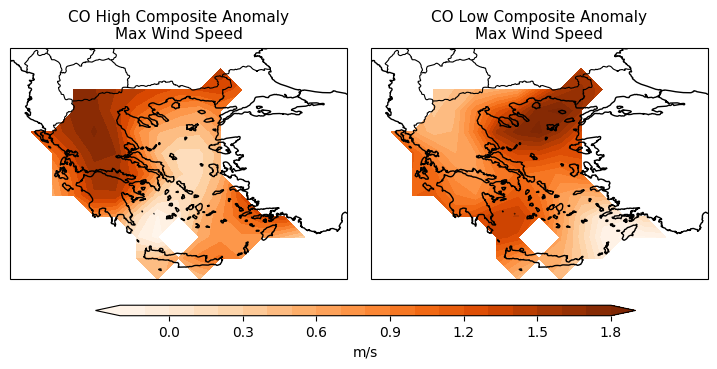 CO High Composite Anomaly
Max Wind Speed
CO Low Composite Anomaly
Max Wind Speed
0.0 0.3 0.6 0.9 1.2 1.5 1.8
m/s